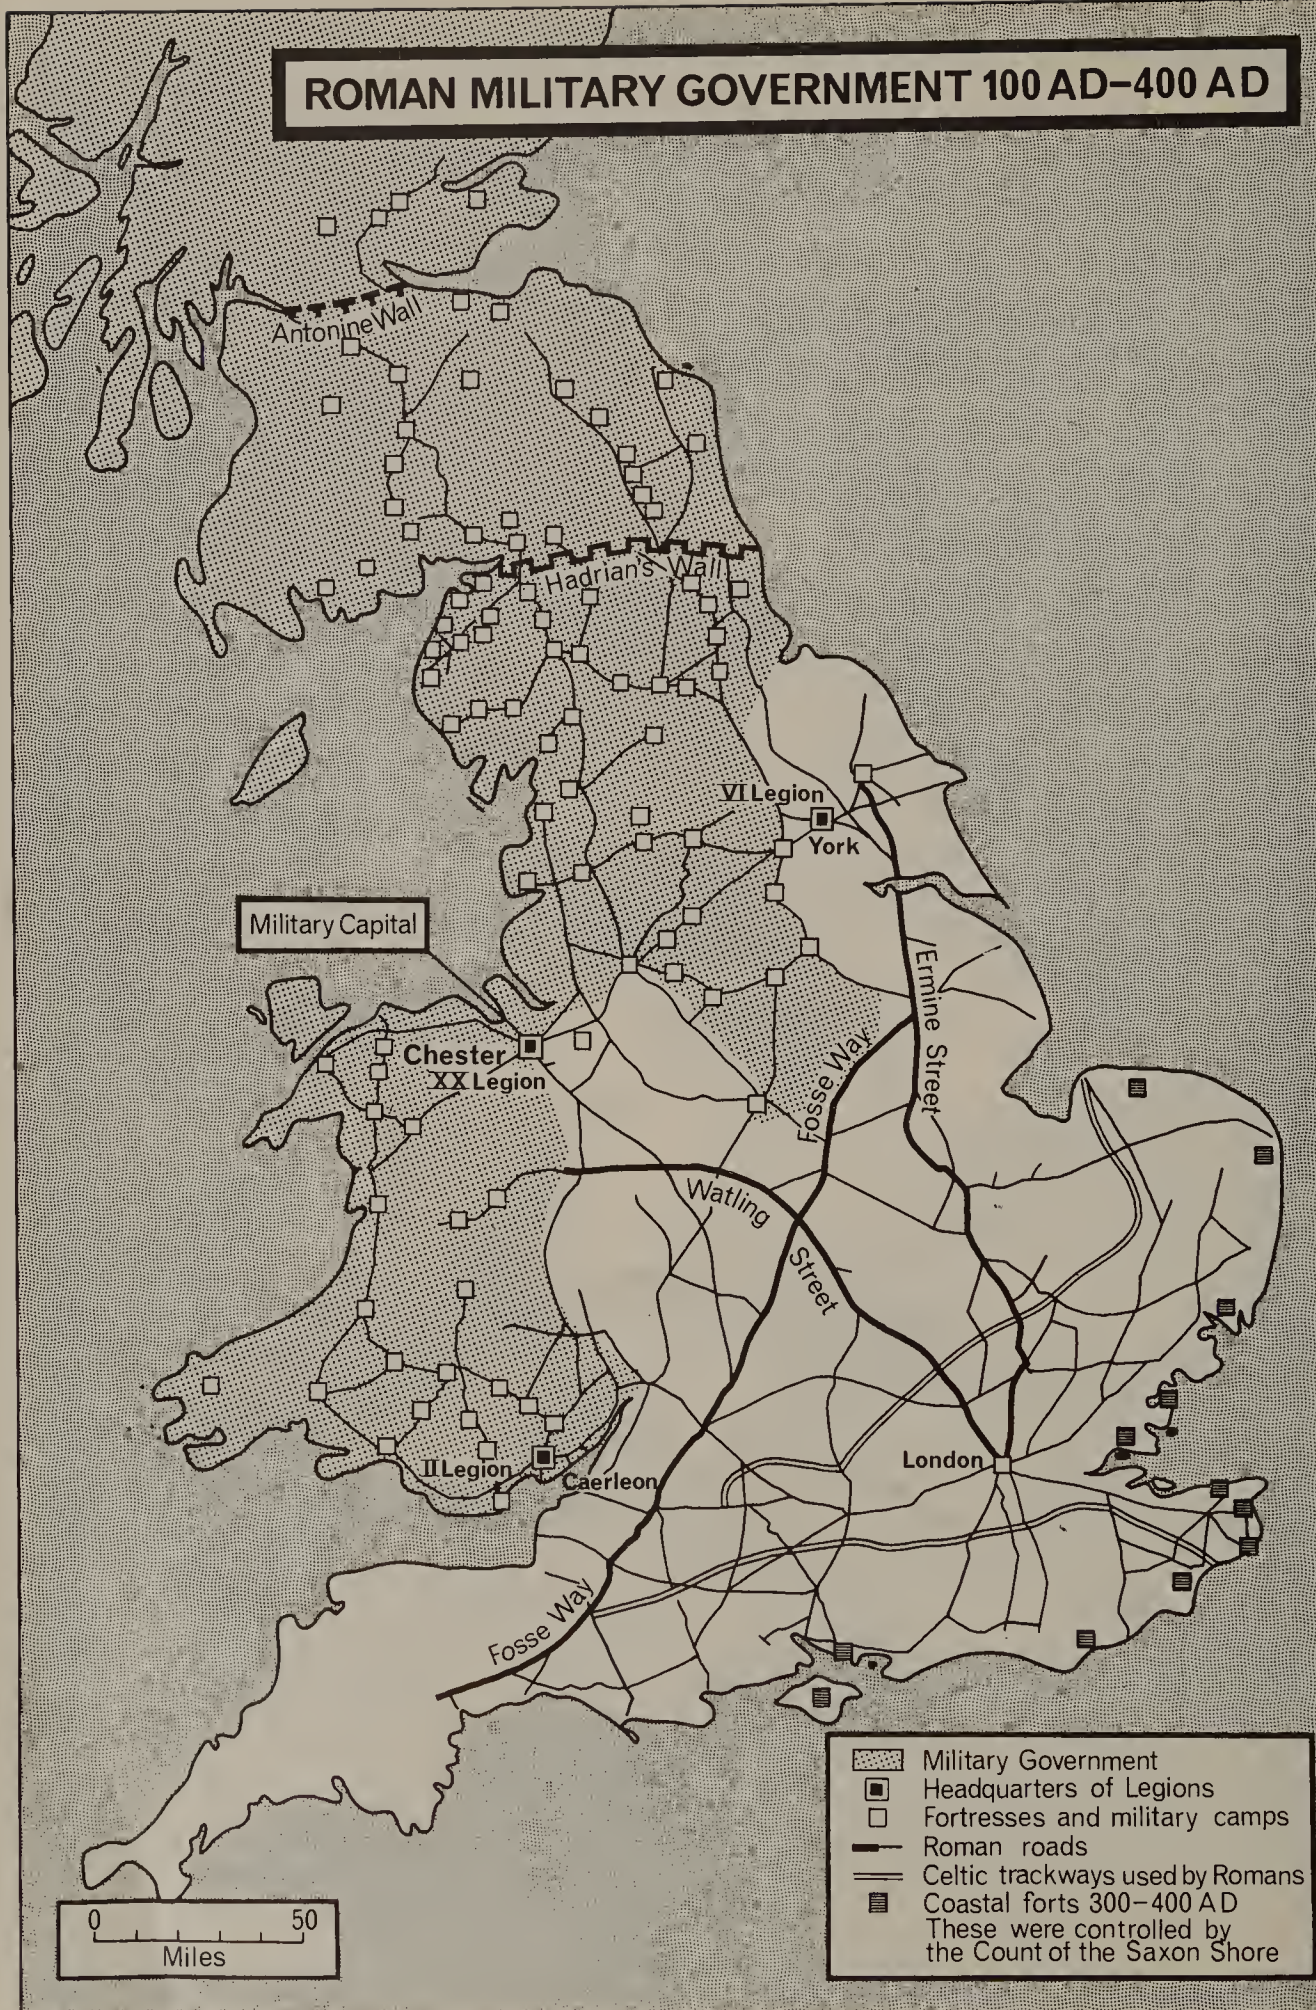 ROMAN MILITARY GOVERNMENT 100 AD–400 AD
Antonine Wall
Hadrian's Wall
VI Legion
York
Military Capital
Ermine Street
Chester
XX Legion
Fosse Way
Watling Street
London
II Legion
Caerleon
Fosse Way
Military Government
Headquarters of Legions
Fortresses and military camps
Roman roads
Celtic trackways used by Romans
Coastal forts 300–400 AD
These were controlled by
the Count of the Saxon Shore
0 50
Miles